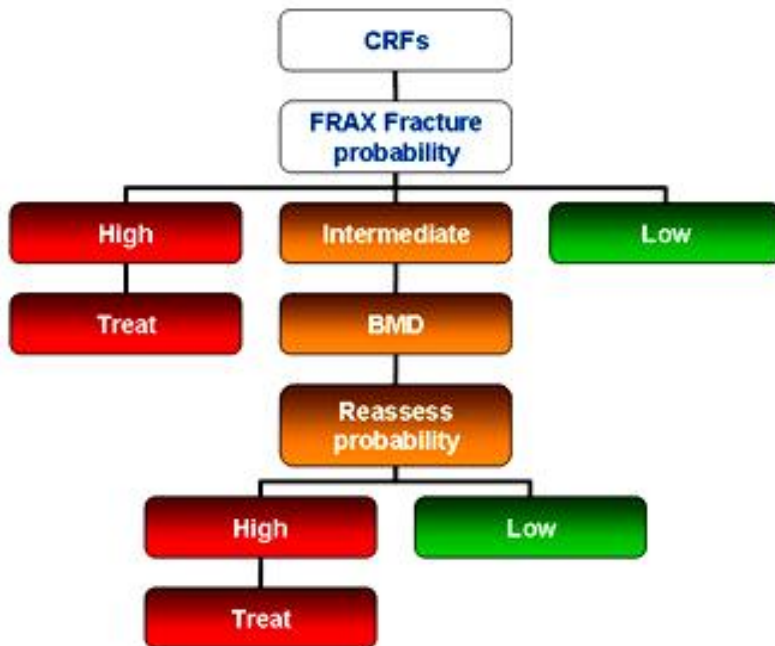 CRFs
FRAX Fracture
probability
High
Intermediate
Low
Treat
BMD
Reassess
probability
High
Low
Treat